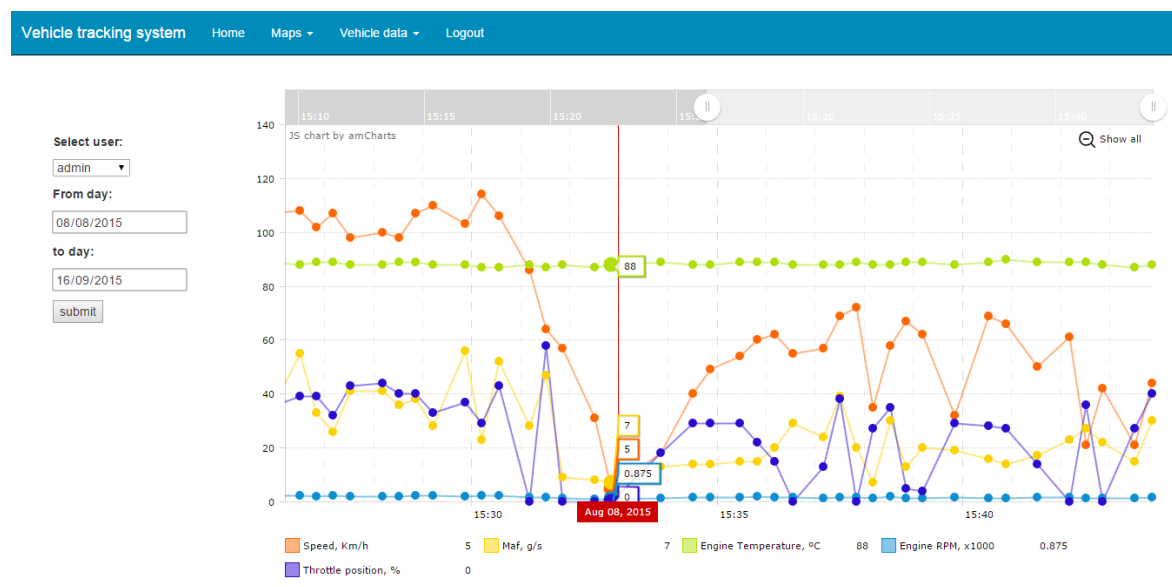 Vehicle tracking system Home Maps Vehicle data Logout
15:10 15:15 15:20 15:30 15:35 15:40
JS chart by amCharts
Show all
Select user:
admin
From day:
08/08/2015
to day:
16/09/2015
submit
140
120
100
80
60
40
20
0
88
7
5
0.875
0
15:30 Aug 08, 2015 15:35 15:40
Speed, Km/h 5 Maf, g/s 7 Engine Temperature, ºC 88 Engine RPM, x1000 0.875
Throttle position, % 0